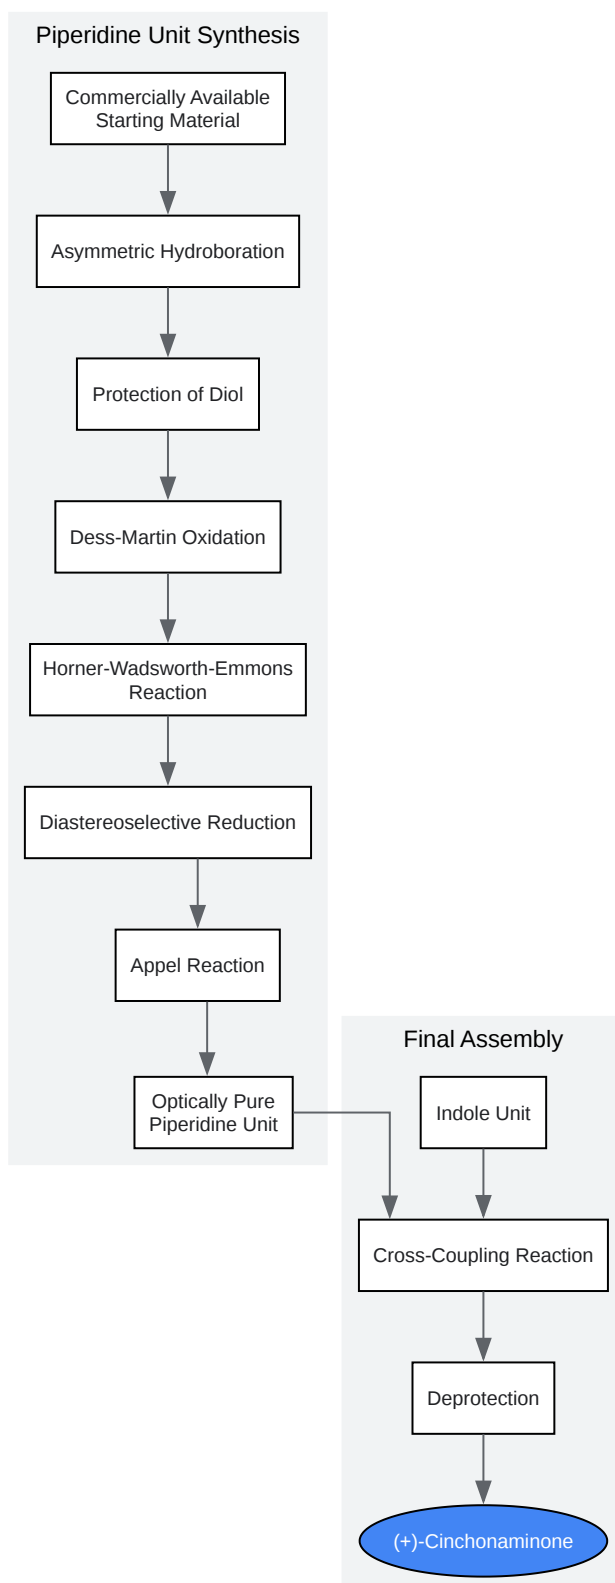 Piperidine Unit Synthesis
Commercially Available
Starting Material
Asymmetric Hydroboration
Protection of Diol
Dess-Martin Oxidation
Horner-Wadsworth-Emmons
Reaction
Diastereoselective Reduction
Appel Reaction
Optically Pure
Piperidine Unit
Final Assembly
Indole Unit
Cross-Coupling Reaction
Deprotection
(+)-Cinchonaminone